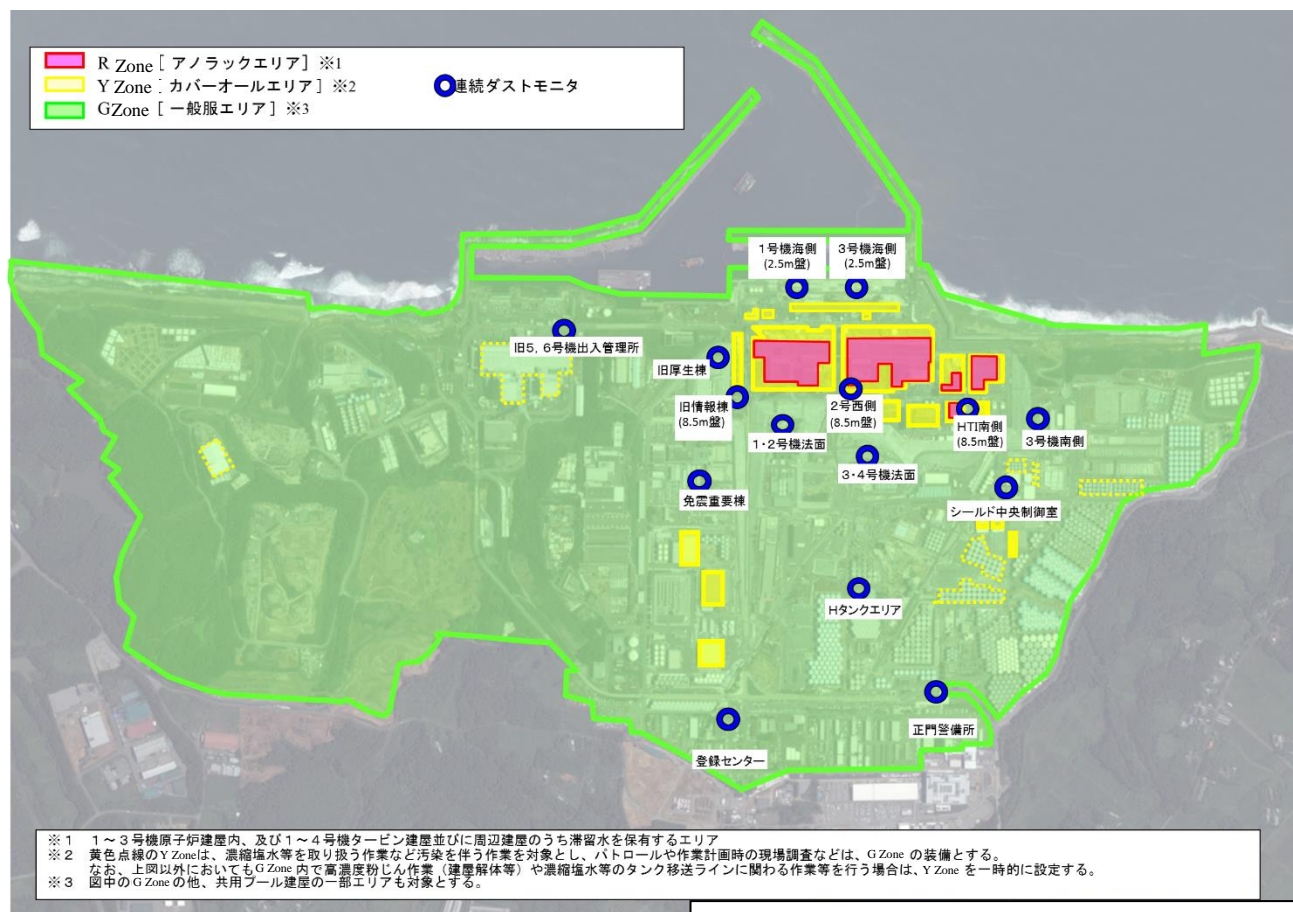 R Zone [ アノラックエリア] ※1
Y Zone [ カバーオールエリア] ※2
GZone [ 一般服エリア] ※3
連続ダストモニタ
1号機海側
(2.5m盤)
3号機海側
(2.5m盤)
旧5, 6号機出入管理所
旧厚生棟
旧情報棟
(8.5m盤)
1・2号機法面
2号西側
(8.5m盤)
HTI南側
(8.5m盤)
3号機南側
3・4号機法面
免震重要棟
シールド中央制御室
Hタンクエリア
正門警備所
登録センター
※1 1～3号機原子炉建屋内、及び1～4号機タービン建屋並びに周辺建屋のうち滞留水を保有するエリア
※2 黄色点線のY Zoneは、濃縮塩水等を取り扱う作業など汚染を伴う作業を対象とし、パトロールや作業計画時の現場調査などは、G Zone の装備とする。
なお、上図以外においてもG Zone 内で高濃度粉じん作業（建屋解体等）や濃縮塩水等のタンク移送ラインに関わる作業等を行う場合は、Y Zone を一時的に設定する。
※3 図中のG Zone の他、共用プール建屋の一部エリアも対象とする。